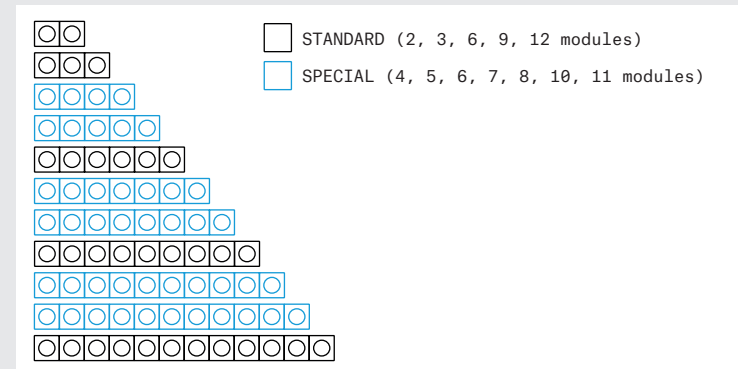 STANDARD (2, 3, 6, 9, 12 modules)
SPECIAL (4, 5, 6, 7, 8, 10, 11 modules)